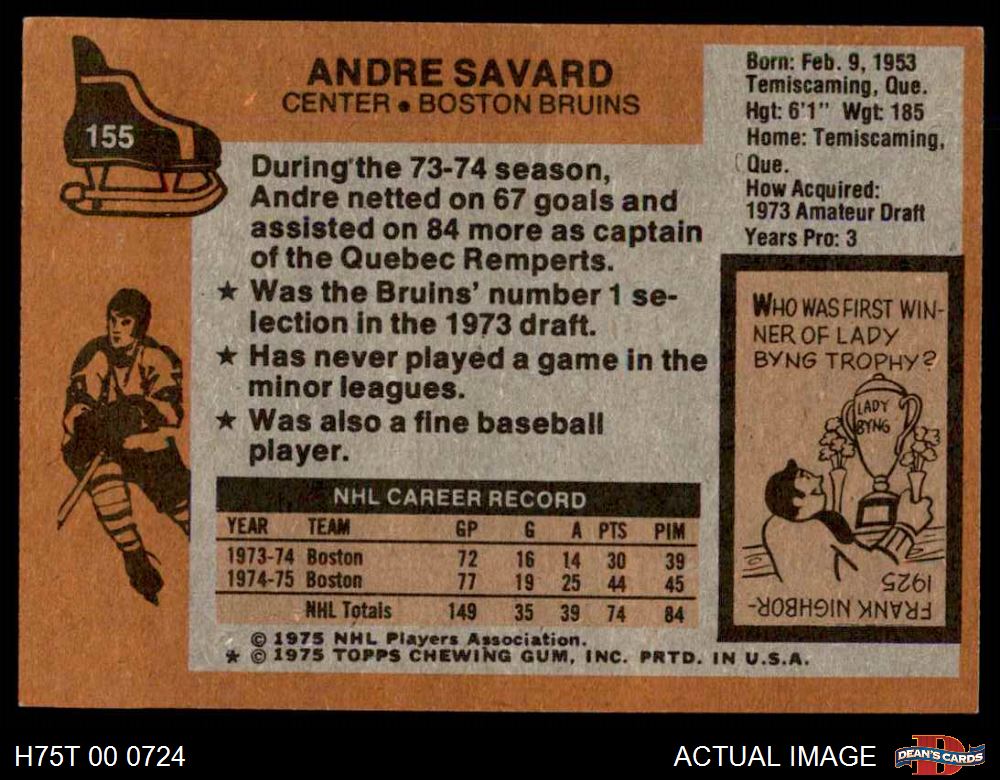 155
ANDRE SAVARD
CENTER • BOSTON BRUINS
Born: Feb. 9, 1953
Temiscaming, Que.
Hgt: 6'1" Wgt: 185
Home: Temiscaming,
Que.
How Acquired:
1973 Amateur Draft
Years Pro: 3
During the 73-74 season,
Andre netted on 67 goals and
assisted on 84 more as captain
of the Quebec Remperts.
★ Was the Bruins' number 1 se-
lection in the 1973 draft.
★ Has never played a game in the
minor leagues.
★ Was also a fine baseball
player.
WHO WAS FIRST WIN-
NER OF LADY
BYNG TROPHY?
LADY
BYNG
FRANK NIGHBOR-
1925
NHL CAREER RECORD
YEAR TEAM GP G A PTS PIM
1973-74 Boston 72 16 14 30 39
1974-75 Boston 77 19 25 44 45
NHL Totals 149 35 39 74 84
© 1975 NHL Players Association.
* © 1975 TOPPS CHEWING GUM, INC. PRTD. IN U.S.A.
H75T 00 0724
ACTUAL IMAGE
D
DEAN'S CARDS